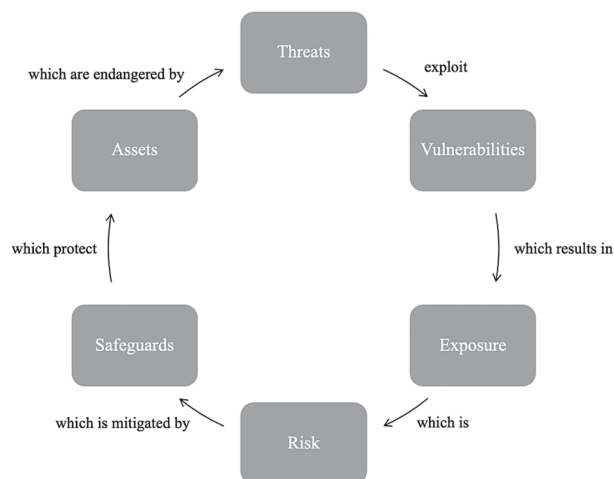 Threats
exploit
Vulnerabilities
which results in
Exposure
which is
Risk
which is mitigated by
Safeguards
which protect
Assets
which are endangered by